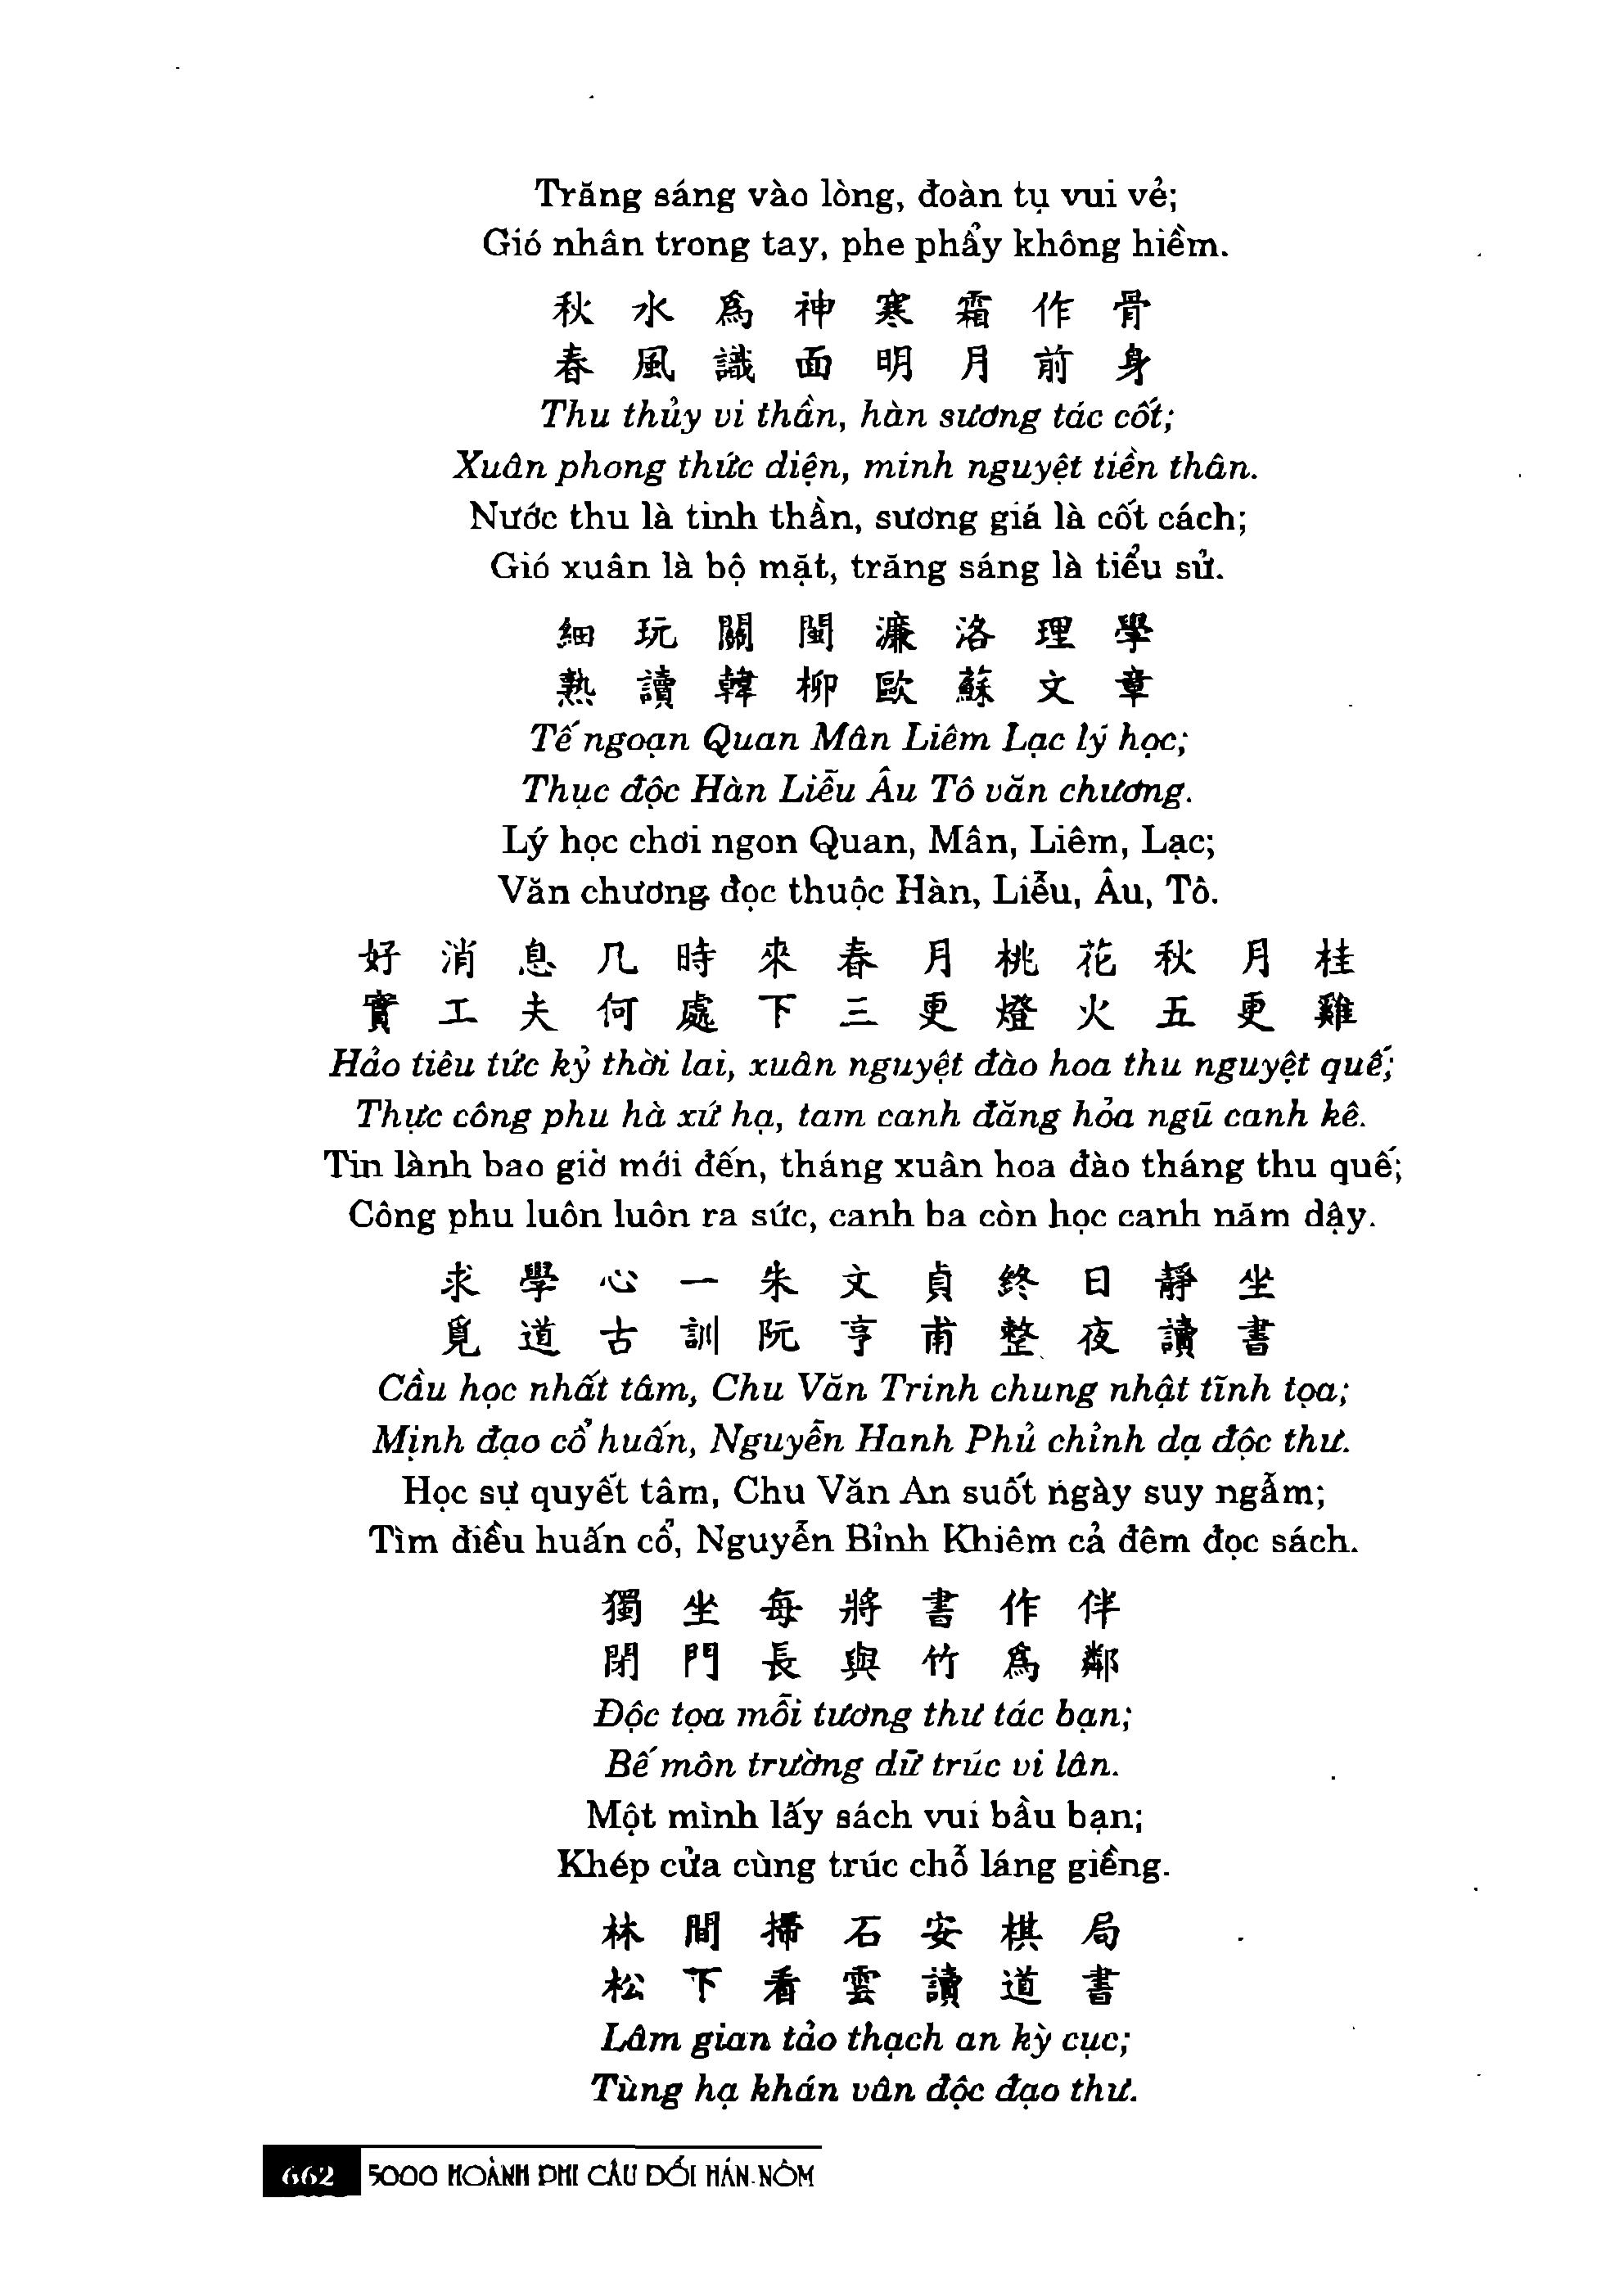 Trăng sáng vào lòng, đoàn tụ vui vẻ;
Gió nhân trong tay, phe phẩy không hiềm.
秋水爲神寒霜作骨
春風識面明月前身
Thu thủy vi thần, hàn sương tác cốt;
Xuân phong thức diện, minh nguyệt tiền thân.
Nước thu là tinh thần, sương giá là cốt cách;
Gió xuân là bộ mặt, trăng sáng là tiểu sử.
細玩關閩濂洛理學
熟讀韓柳歐蘇文章
Tế ngoạn Quan Mân Liêm Lạc lý học;
Thục độc Hàn Liễu Âu Tô văn chương.
Lý học chơi ngon Quan, Mân, Liêm, Lạc;
Văn chương đọc thuộc Hàn, Liễu, Âu, Tô.
好消息几時來春月桃花秋月桂
實工夫何處下三更燈火五更雞
Hảo tiêu tức kỷ thời lai, xuân nguyệt đào hoa thu nguyệt quế;
Thực công phu hà xứ hạ, tam canh đăng hỏa ngũ canh kê.
Tin lành bao giờ mới đến, tháng xuân hoa đào tháng thu quế;
Công phu luôn luôn ra sức, canh ba còn học canh năm dậy.
求學心一朱文貞終日靜坐
覓道古訓阮亨甫整夜讀書
Cầu học nhất tâm, Chu Văn Trinh chung nhật tĩnh tọa;
Mịnh đạo cổ huấn, Nguyễn Hanh Phủ chỉnh dạ độc thư.
Học sự quyết tâm, Chu Văn An suốt ngày suy ngẫm;
Tìm điều huấn cổ, Nguyễn Bỉnh Khiêm cả đêm đọc sách.
獨坐每將書作伴
閉門長與竹爲鄰
Độc tọa mỗi tương thư tác bạn;
Bế môn trường dữ trúc vi lân.
Một mình lấy sách vui bầu bạn;
Khép cửa cùng trúc chỗ láng giềng.
林間掃石安棋局
松下看雲讀道書
Lâm gian tảo thạch an kỳ cục;
Tùng hạ khán vân độc đạo thư.
662 5000 HOÀNH PHI CÂU ĐỐI HÁN-NÔM